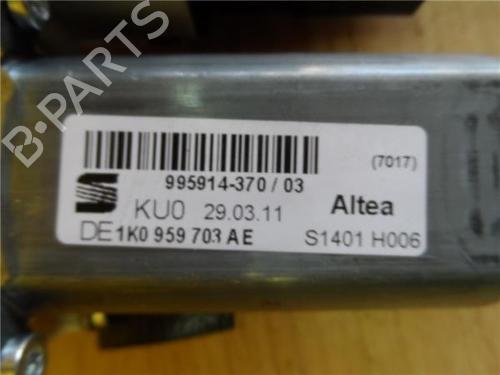 B-PARTS
(7017)
995914-370 / 03
KU0 29.03.11 Altea
DE 1K0 959 703 AE S1401 H006